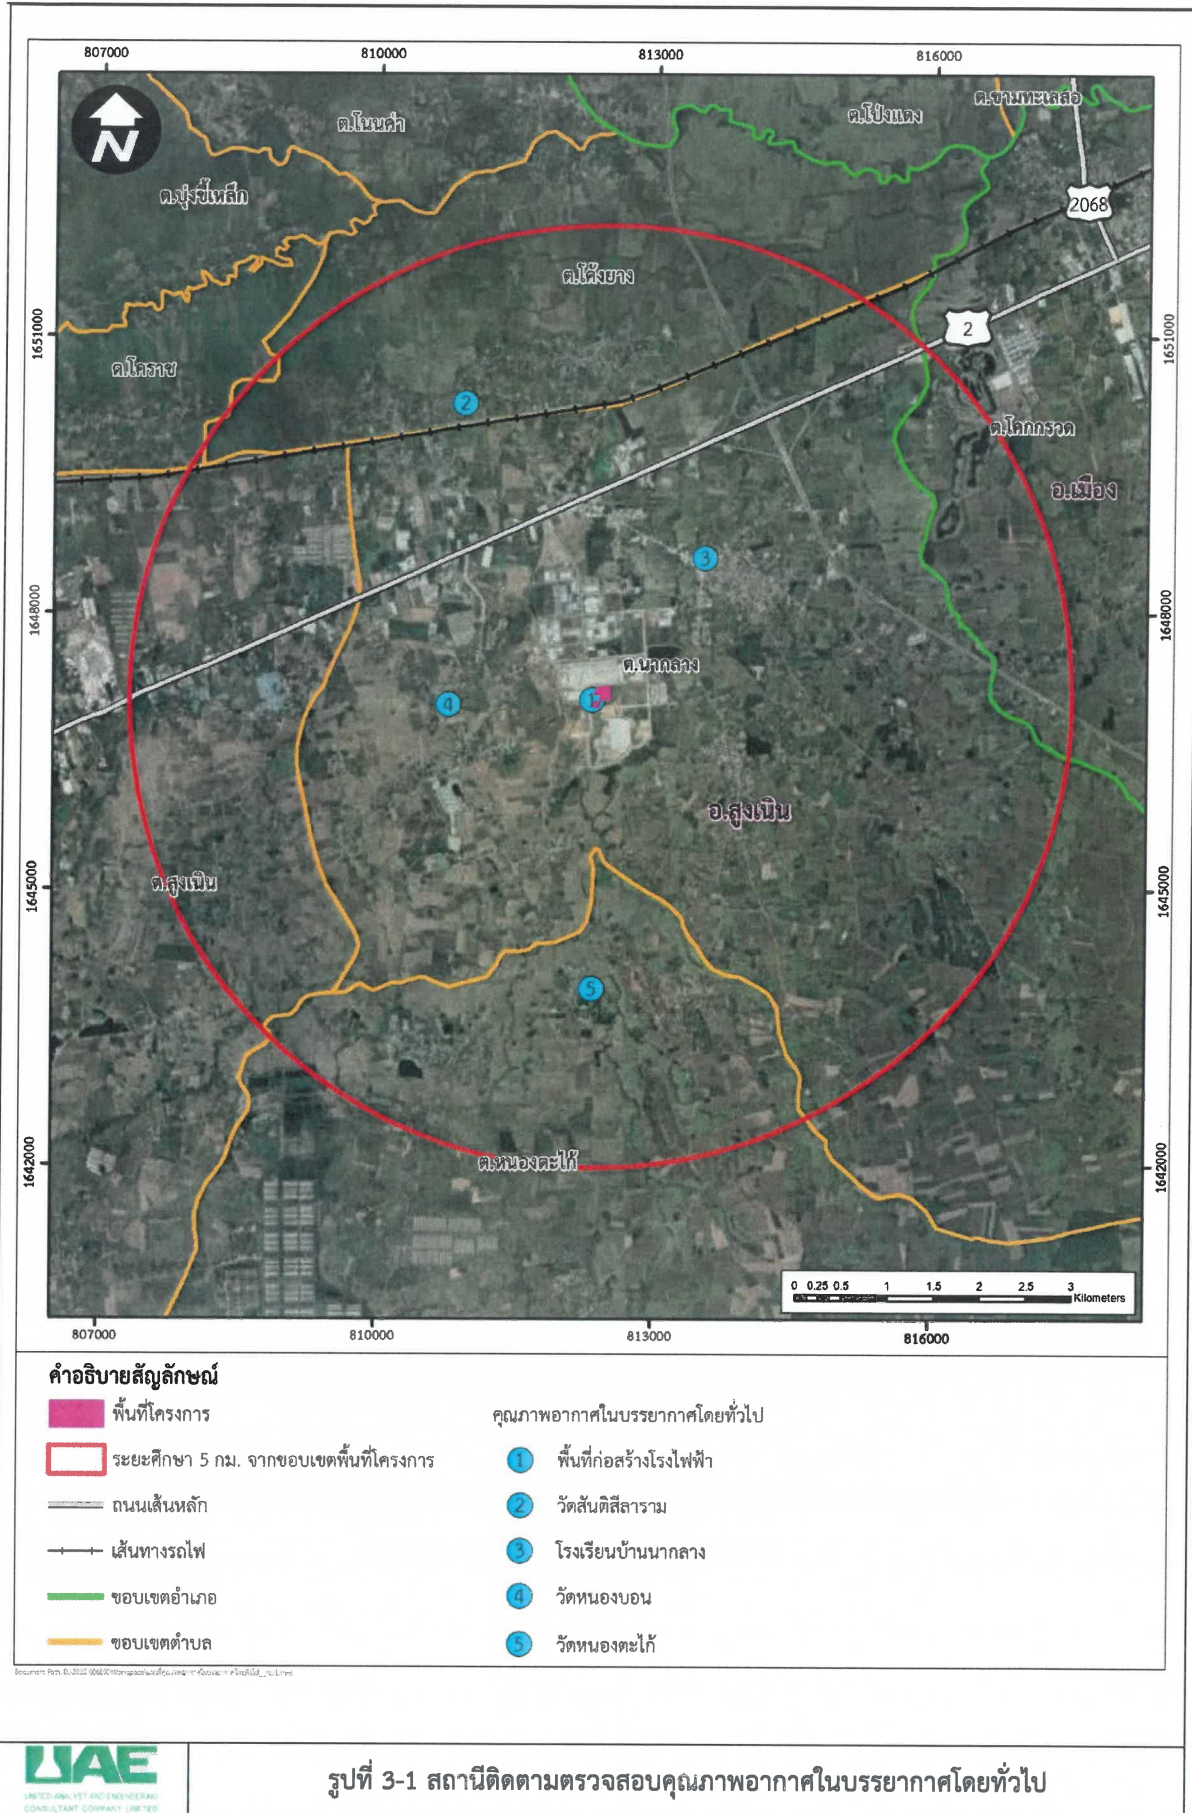 807000 810000 813000 816000
N
ต.โนนค่า
ต.โป่งแดง
ต.ขามทะเลสอ
ต.บุ่งขี้เหล็ก
2068
ต.โค้งยาง
1651000
2
1651000
ต.โคราช
2
ต.โคกกรวด
อ.เมือง
3
1648000
1648000
ต.นากลาง
1
4
อ.สูงเนิน
ต.สูงเนิน
1645000
1645000
5
1642000
ต.หนองตะไก้
1642000
0 0.25 0.5 1 1.5 2 2.5 3
Kilometers
807000 810000 813000 816000
คำอธิบายสัญลักษณ์
พื้นที่โครงการ
ระยะศึกษา 5 กม. จากขอบเขตพื้นที่โครงการ
ถนนเส้นหลัก
เส้นทางรถไฟ
ขอบเขตอำเภอ
ขอบเขตตำบล
คุณภาพอากาศในบรรยากาศโดยทั่วไป
1 พื้นที่ก่อสร้างโรงไฟฟ้า
2 วัดสันติสีลาราม
3 โรงเรียนบ้านนากลาง
4 วัดหนองบอน
5 วัดหนองตะไก้
UAE
UNITED ANALYST AND ENGINEERING
CONSULTANT COMPANY LIMITED
รูปที่ 3-1 สถานีติดตามตรวจสอบคุณภาพอากาศในบรรยากาศโดยทั่วไป